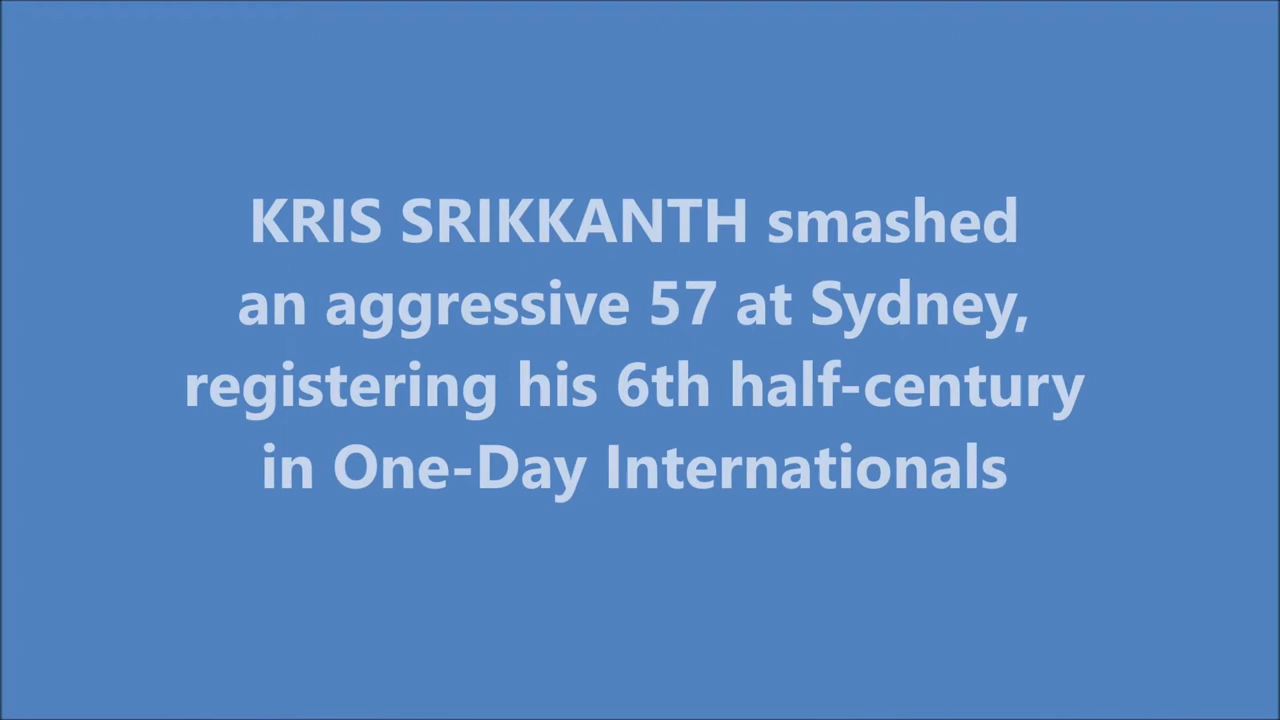 KRIS SRIKKANTH smashed
an aggressive 57 at Sydney,
registering his 6th half-century
in One-Day Internationals